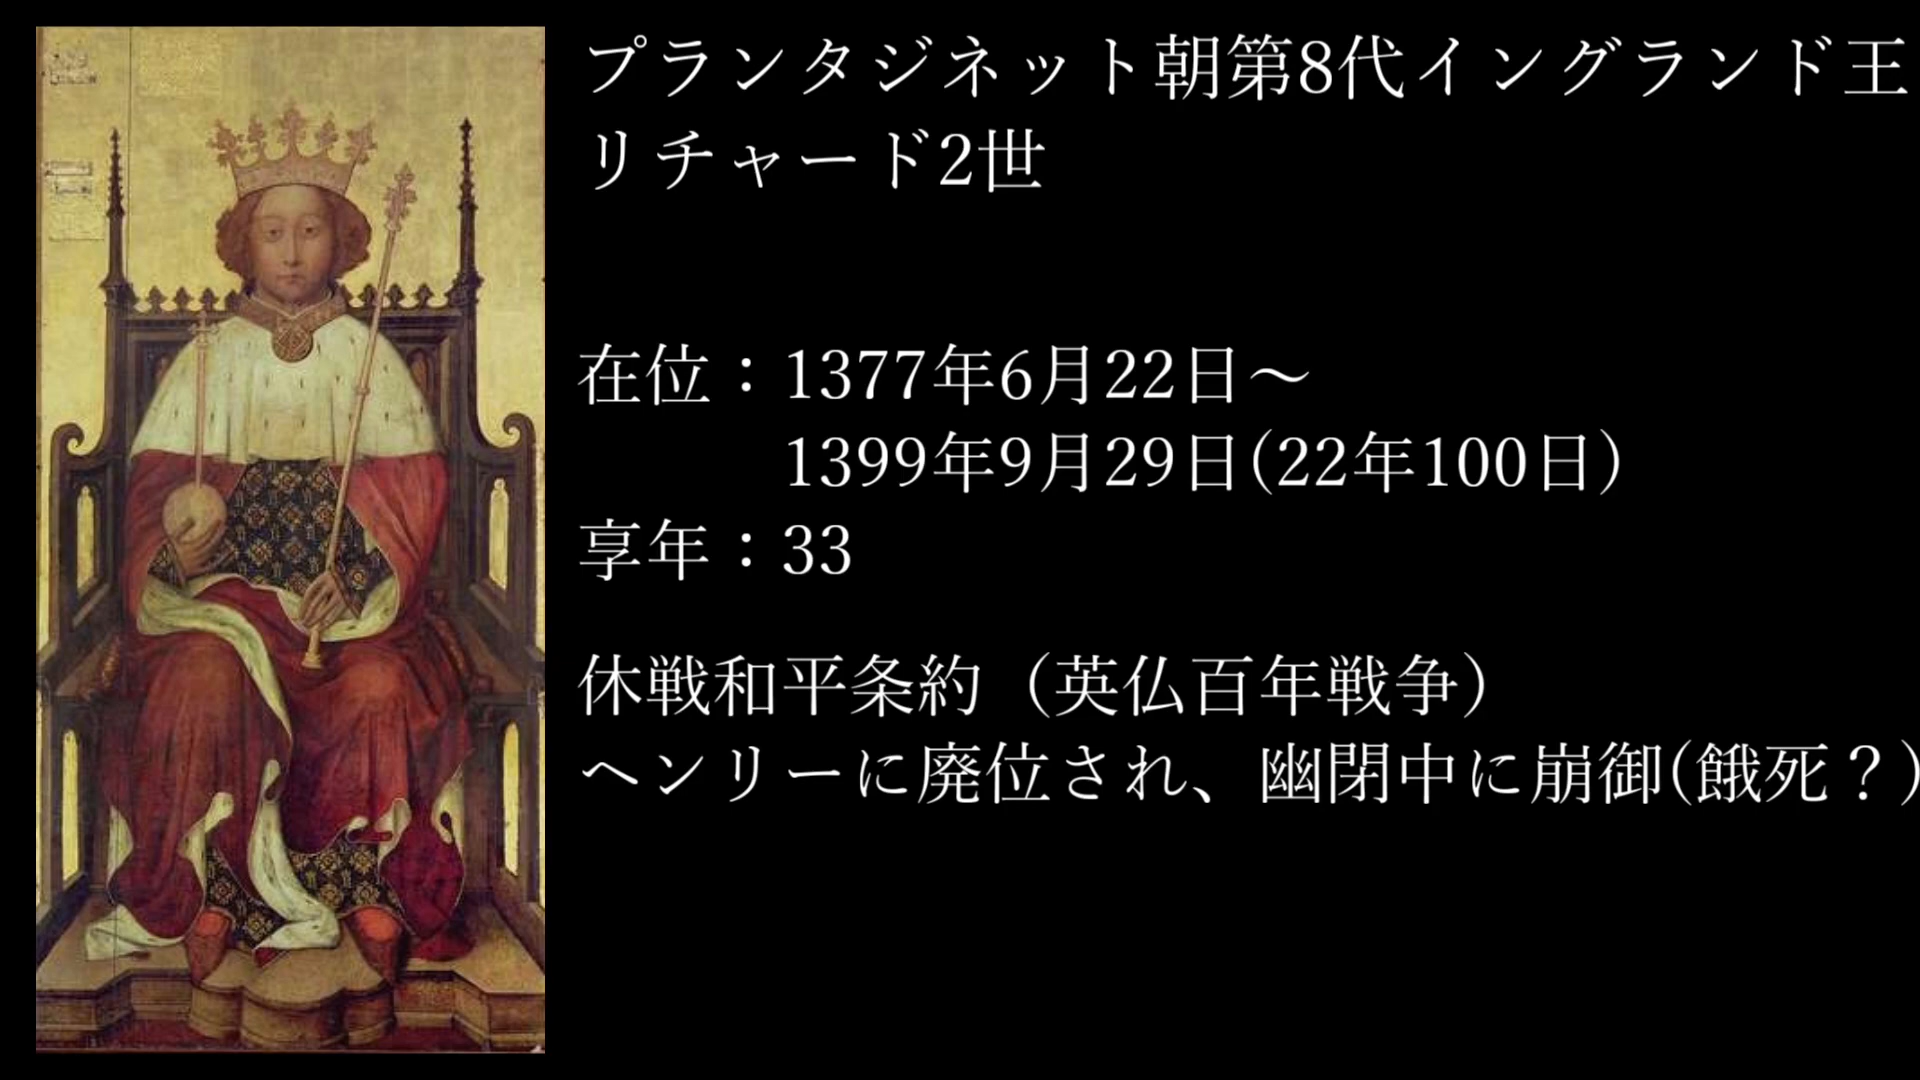 プランタジネット朝第8代イングランド王
リチャード2世
在位：1377年6月22日～
1399年9月29日(22年100日)
享年：33
休戦和平条約（英仏百年戦争）
ヘンリーに廃位され、幽閉中に崩御(餓死？)